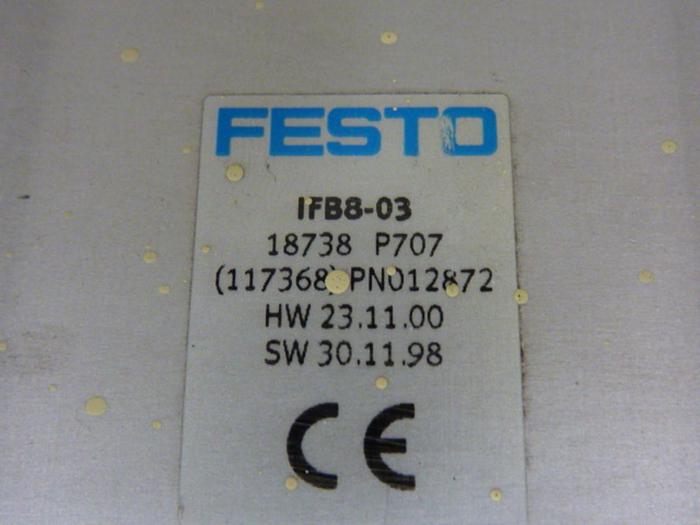 FESTO
IFB8-03
18738 P707
(117368) PN012872
HW 23.11.00
SW 30.11.98
CE